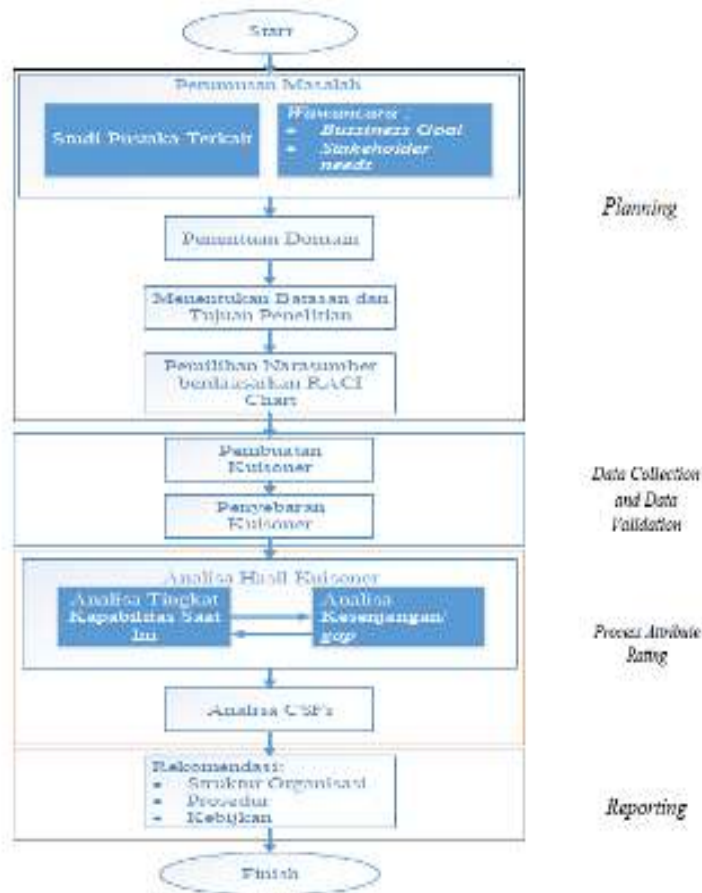 Start
Perumusan Masalah
Studi Pustaka Terkait
Wawancara :
• Bussiness Goal
• Stakeholder
needs
Planning
Penentuan Domain
Menentukan Batasan dan
Tujuan Penelitian
Pemilihan Narasumber
berdasarkan RACI
Chart
Pembuatan
Kuisoner
Penyebaran
Kuisoner
Data Collection
and Data
Validation
Analisa Hasil Kuisoner
Analisa Tingkat
Kapabilitas Saat
Ini
Analisa
Kesenjangan/
gap
Process Attribute
Rating
Analisa CSFs
Rekomendasi:
• Struktur Organisasi
• Prosedur
• Kebijkan
Reporting
Finish